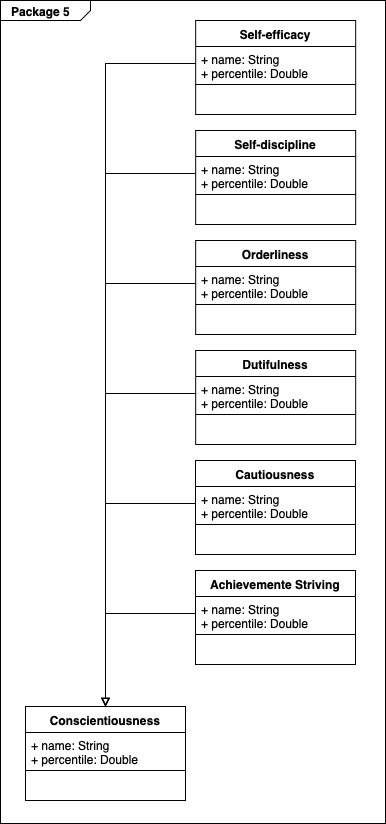 Package 5
Self-efficacy
+ name: String
+ percentile: Double
Self-discipline
+ name: String
+ percentile: Double
Orderliness
+ name: String
+ percentile: Double
Dutifulness
+ name: String
+ percentile: Double
Cautiousness
+ name: String
+ percentile: Double
Achievemente Striving
+ name: String
+ percentile: Double
Conscientiousness
+ name: String
+ percentile: Double